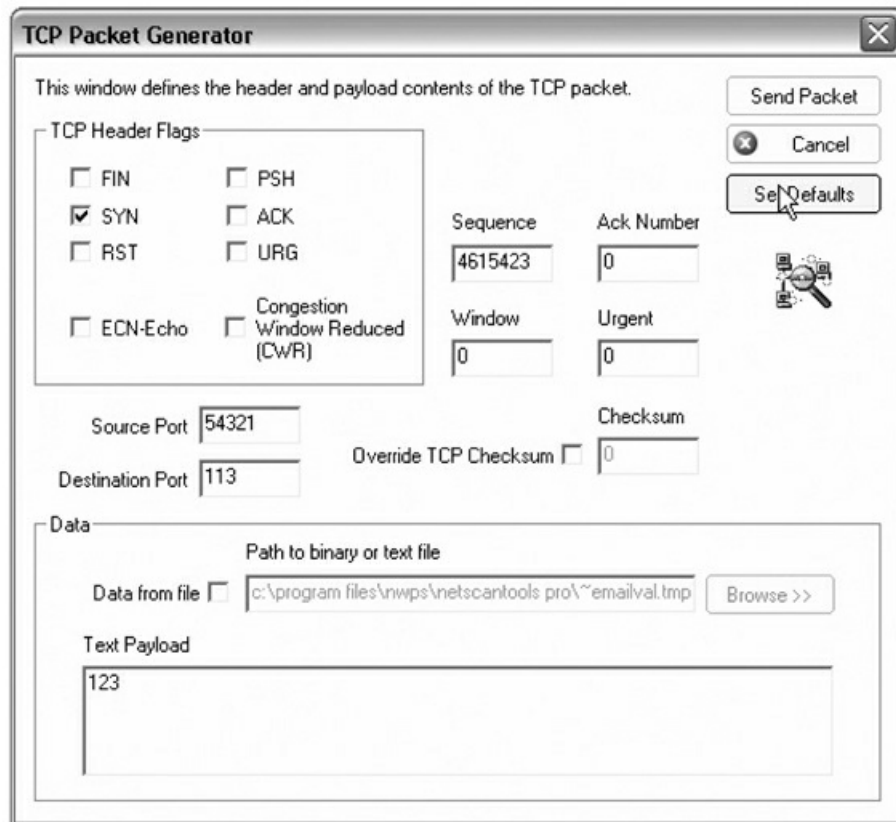 TCP Packet Generator
This window defines the header and payload contents of the TCP packet.
Send Packet
Cancel
Set Defaults
TCP Header Flags
FIN
PSH
SYN
ACK
RST
URG
ECN-Echo
Congestion
Window Reduced
(CWR)
Sequence
Ack Number
4615423
0
Window
Urgent
0
0
Source Port
54321
Destination Port
113
Checksum
Override TCP Checksum
0
Data
Path to binary or text file
Data from file
c:\program files\nwps\netscantools pro\~emailval.tmp
Browse >>
Text Payload
123